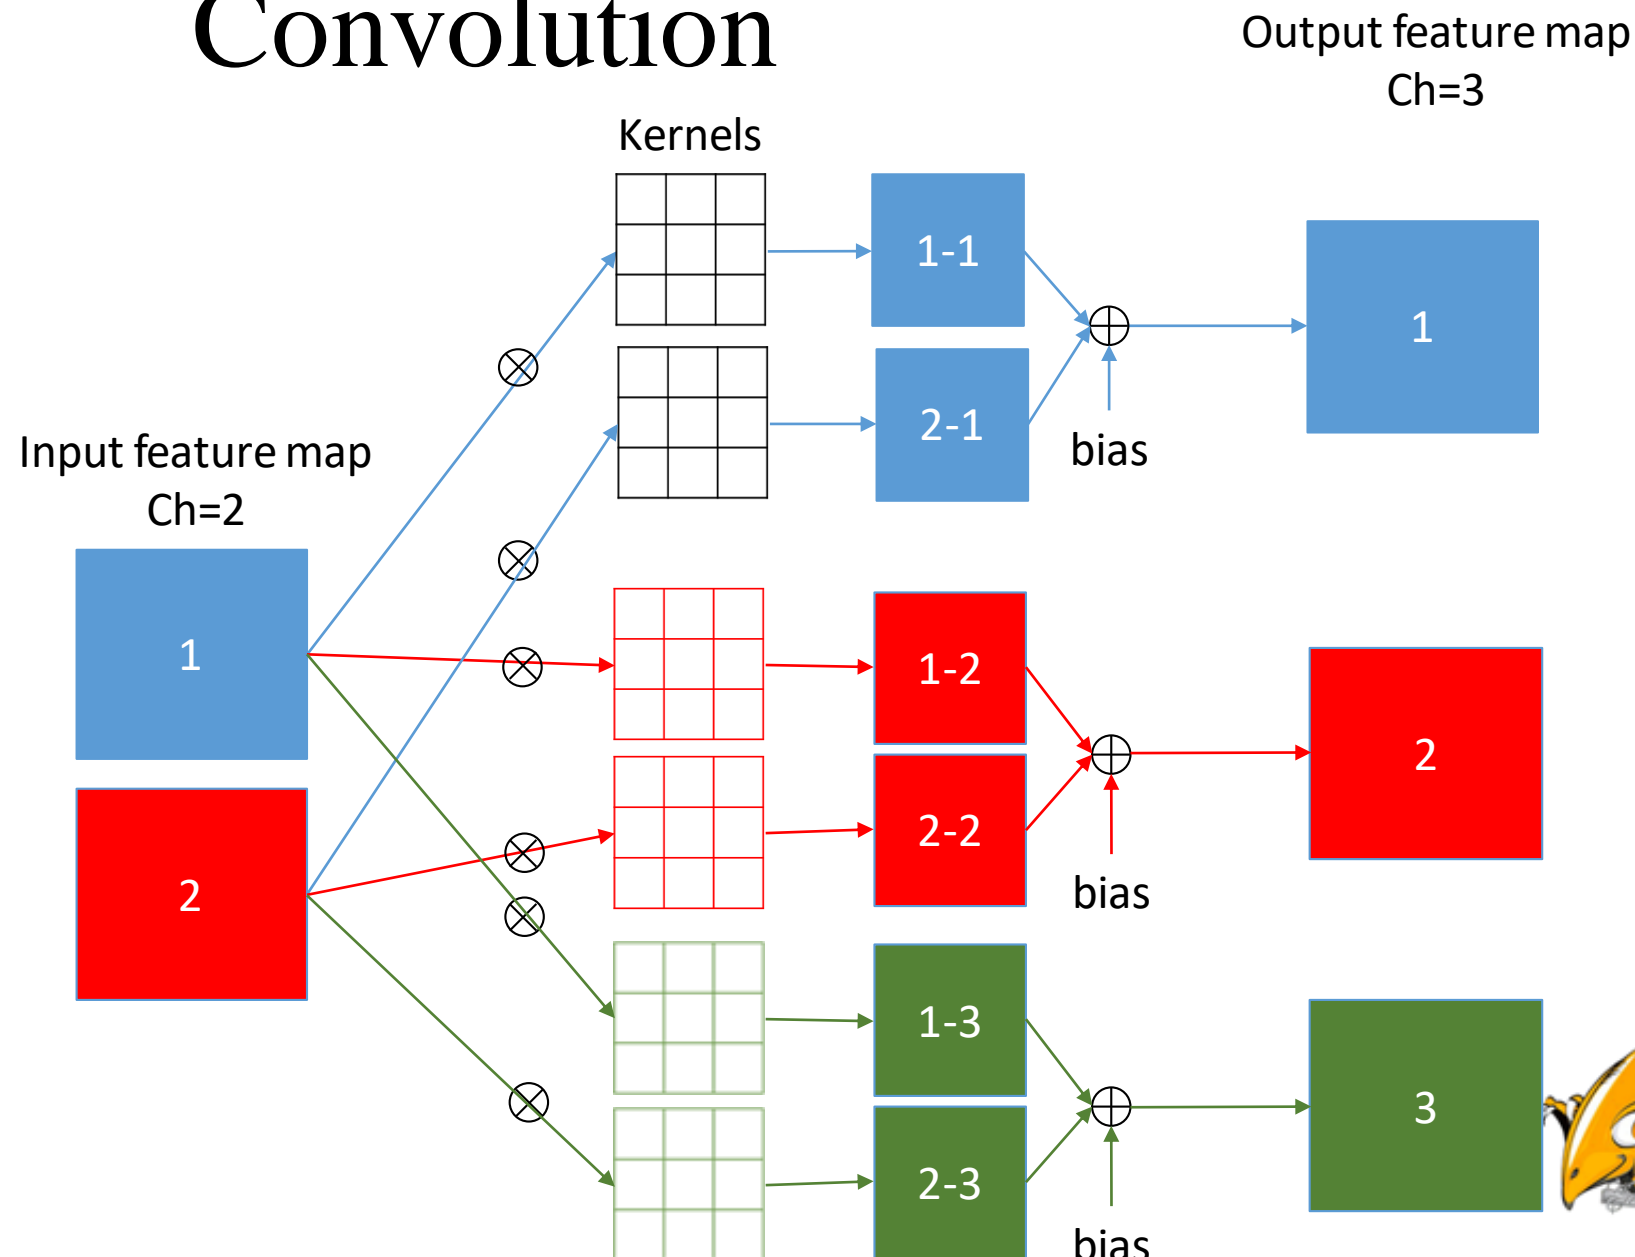 Convolution
Output feature map
Ch=3
Kernels
1-1
1
2-1
bias
Input feature map
Ch=2
1
1-2
2
2-2
2
bias
1-3
3
2-3
bias